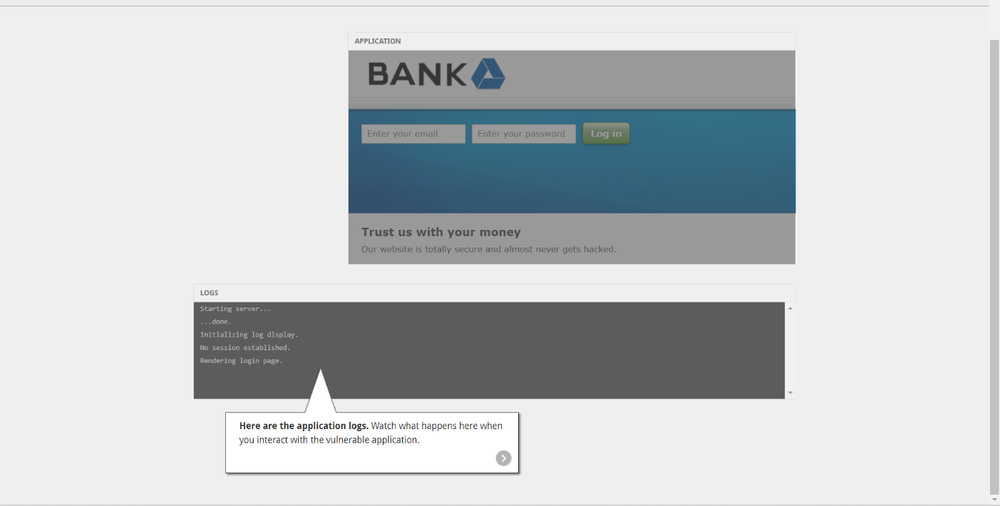 APPLICATION
BANK
Enter your email Enter your password Log in
Trust us with your money
Our website is totally secure and almost never gets hacked.
LOGS
Starting server...
...done.
Initializing log display.
No session established.
Rendering login page.
Here are the application logs. Watch what happens here when
you interact with the vulnerable application.